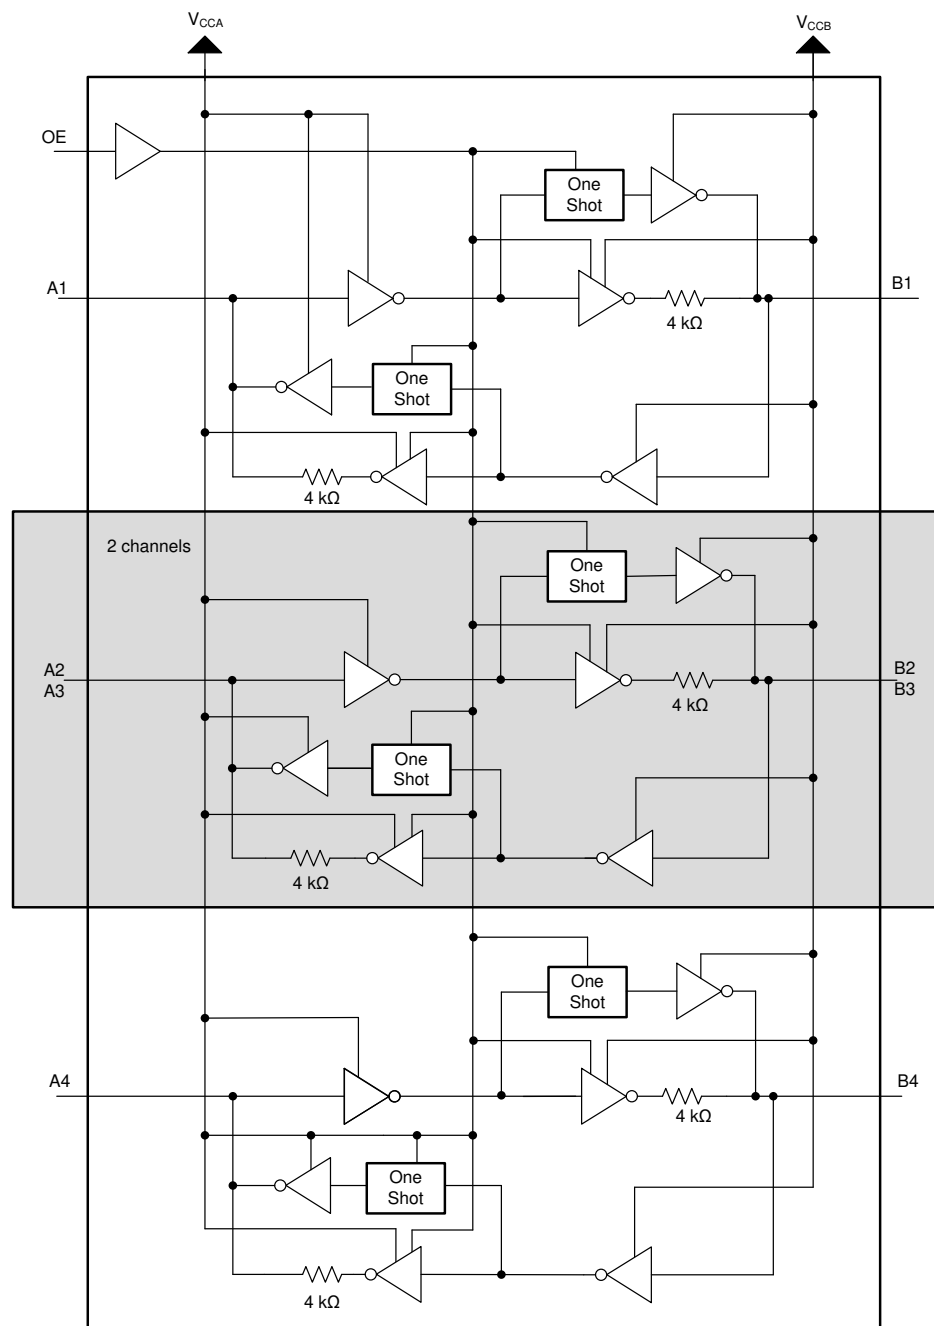 VCCA
VCCB
OE
One
Shot
A1
B1
4 kΩ
One
Shot
4 kΩ
2 channels
One
Shot
A2
A3
B2
B3
4 kΩ
One
Shot
4 kΩ
One
Shot
A4
B4
4 kΩ
One
Shot
4 kΩ